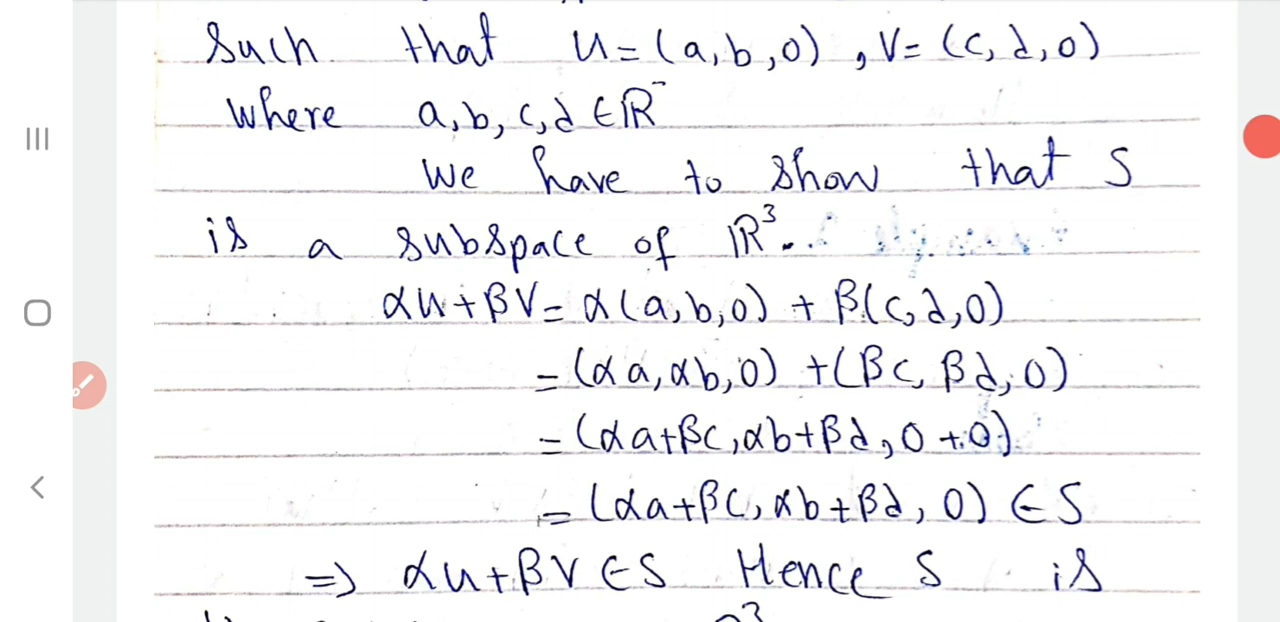 Such that u = (a, b, 0) , V = (c, d, 0)
where a, b, c, d ∈ ℝ
We have to show that S
is a subspace of ℝ³.
αu + βV = α(a, b, 0) + β(c, d, 0)
= (αa, αb, 0) + (βc, βd, 0)
= (αa + βc, αb + βd, 0 + 0)
= (αa + βc, αb + βd, 0) ∈ S
⇒ αu + βV ∈ S Hence S is